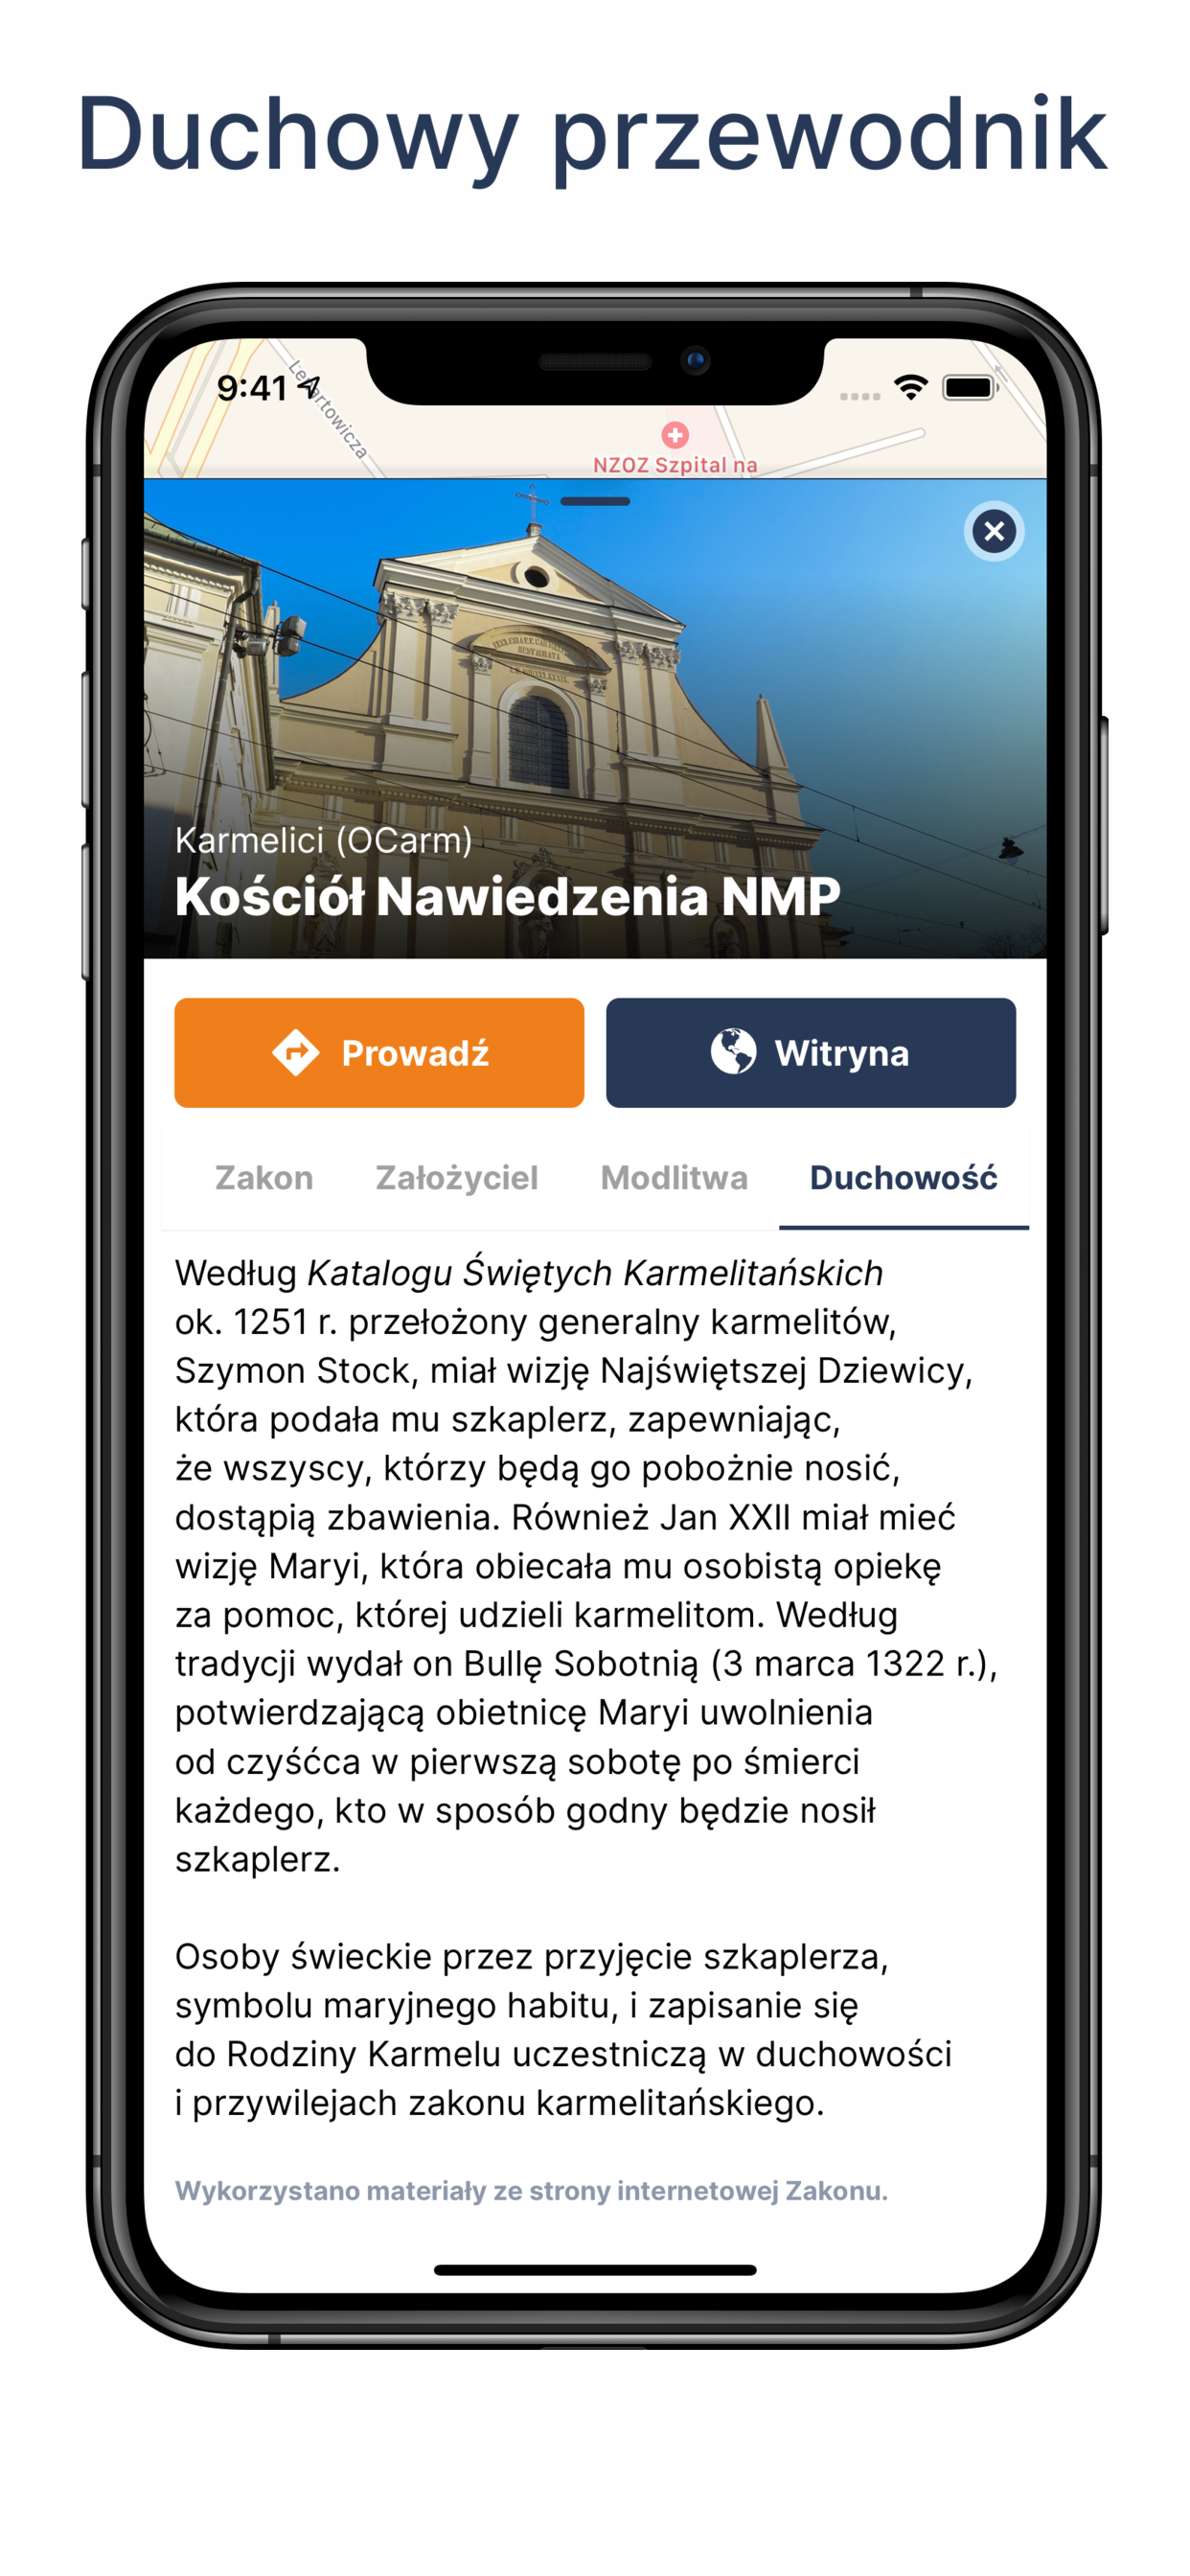 Duchowy przewodnik
9:41
Lenartowicza
NZOZ Szpital na
RESTAURATA
Karmelici (OCarm)
Kościół Nawiedzenia NMP
Prowadź
Witryna
Zakon
Założyciel
Modlitwa
Duchowość
Według Katalogu Świętych Karmelitańskich
ok. 1251 r. przełożony generalny karmelitów,
Szymon Stock, miał wizję Najświętszej Dziewicy,
która podała mu szkaplerz, zapewniając,
że wszyscy, którzy będą go pobożnie nosić,
dostąpią zbawienia. Również Jan XXII miał mieć
wizję Maryi, która obiecała mu osobistą opiekę
za pomoc, której udzieli karmelitom. Według
tradycji wydał on Bullę Sobotnią (3 marca 1322 r.),
potwierdzającą obietnicę Maryi uwolnienia
od czyśćca w pierwszą sobotę po śmierci
każdego, kto w sposób godny będzie nosił
szkaplerz.
Osoby świeckie przez przyjęcie szkaplerza,
symbolu maryjnego habitu, i zapisanie się
do Rodziny Karmelu uczestniczą w duchowości
i przywilejach zakonu karmelitańskiego.
Wykorzystano materiały ze strony internetowej Zakonu.